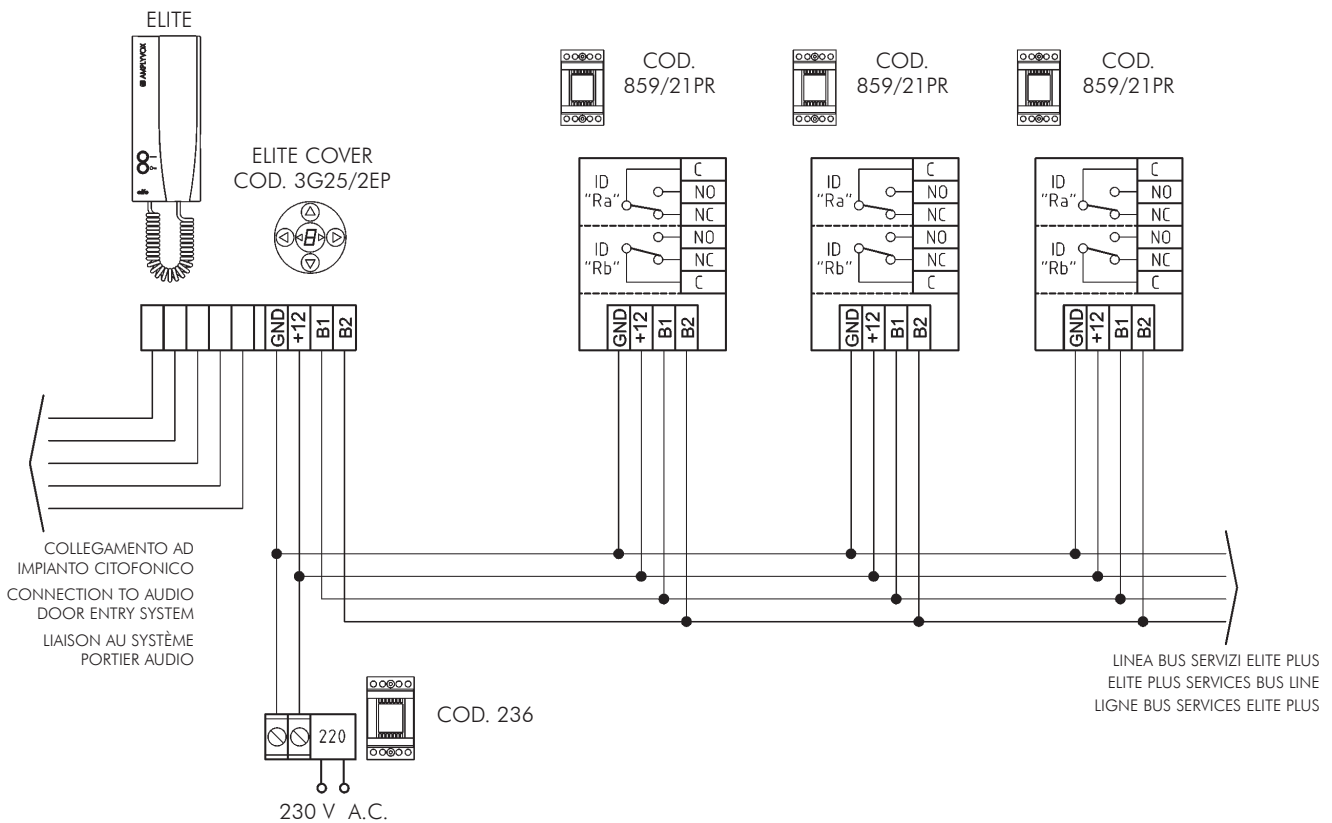 ELITE
AMPLYVOX
elite
ELITE COVER
COD. 3G25/2EP
8
GND +12 B1 B2
COD.
859/21PR
ID
"Ra"
C
NO
NC
ID
"Rb"
NO
NC
C
GND +12 B1 B2
COD.
859/21PR
ID
"Ra"
C
NO
NC
ID
"Rb"
NO
NC
C
GND +12 B1 B2
COD.
859/21PR
ID
"Ra"
C
NO
NC
ID
"Rb"
NO
NC
C
GND +12 B1 B2
COLLEGAMENTO AD
IMPIANTO CITOFONICO
CONNECTION TO AUDIO
DOOR ENTRY SYSTEM
LIAISON AU SYSTÈME
PORTIER AUDIO
LINEA BUS SERVIZI ELITE PLUS
ELITE PLUS SERVICES BUS LINE
LIGNE BUS SERVICES ELITE PLUS
COD. 236
220
230 V A.C.